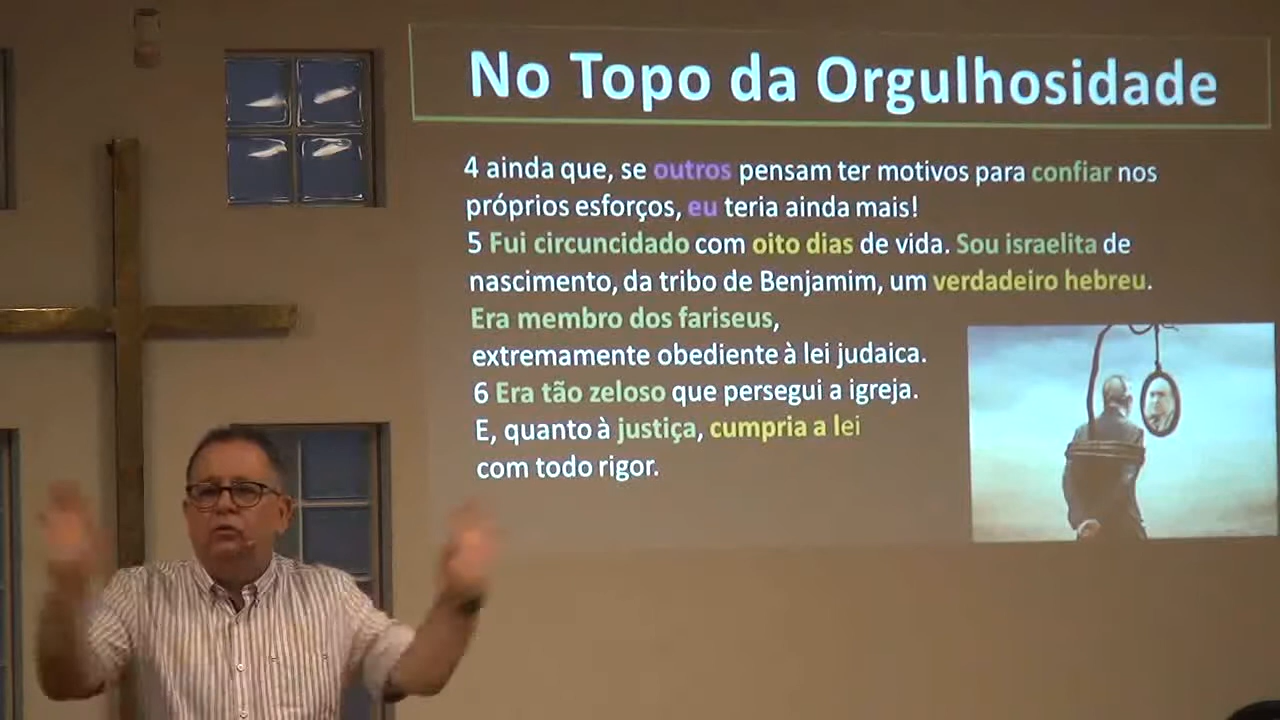 No Topo da Orgulhosidade
4 ainda que, se outros pensam ter motivos para confiar nos
próprios esforços, eu teria ainda mais!
5 Fui circuncidado com oito dias de vida. Sou israelita de
nascimento, da tribo de Benjamim, um verdadeiro hebreu.
Era membro dos fariseus,
extremamente obediente à lei judaica.
6 Era tão zeloso que persegui a igreja.
E, quanto à justiça, cumpria a lei
com todo rigor.